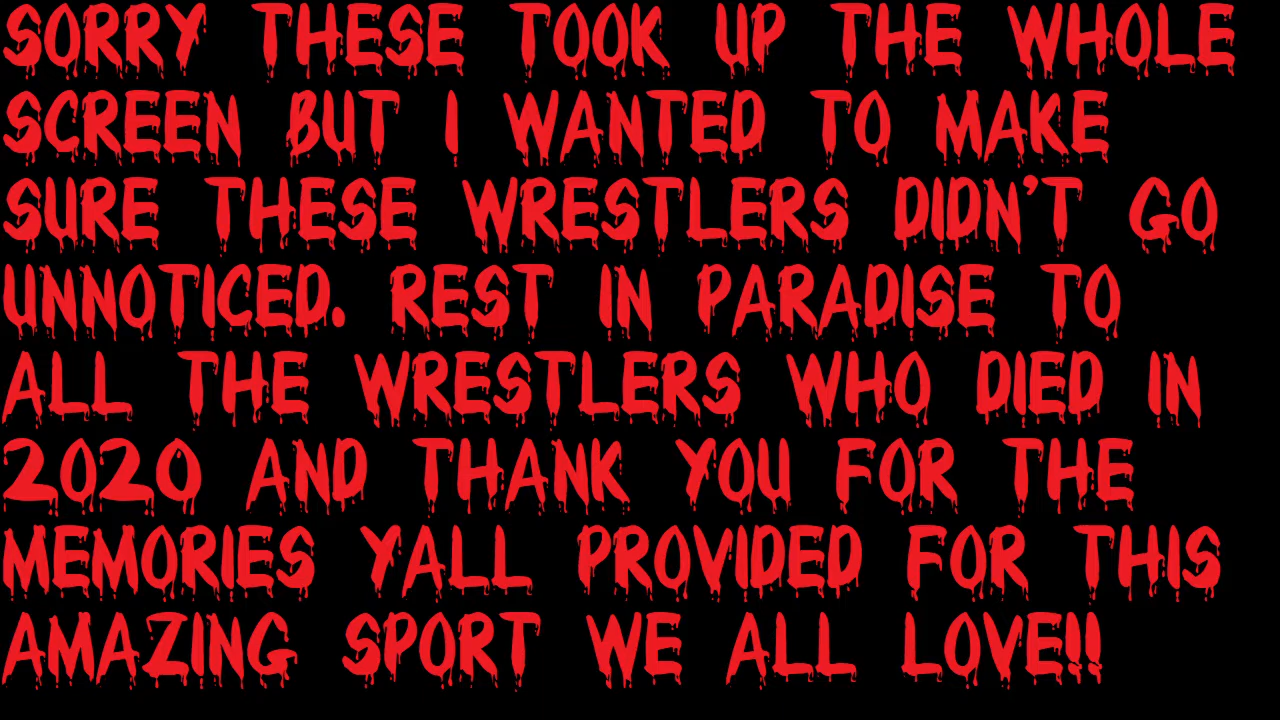 SORRY THESE TOOK UP THE WHOLE
SCREEN BUT I WANTED TO MAKE
SURE THESE WRESTLERS DIDN'T GO
UNNOTICED. REST IN PARADISE TO
ALL THE WRESTLERS WHO DIED IN
2020 AND THANK YOU FOR THE
MEMORIES YALL PROVIDED FOR THIS
AMAZING SPORT WE ALL LOVE!!